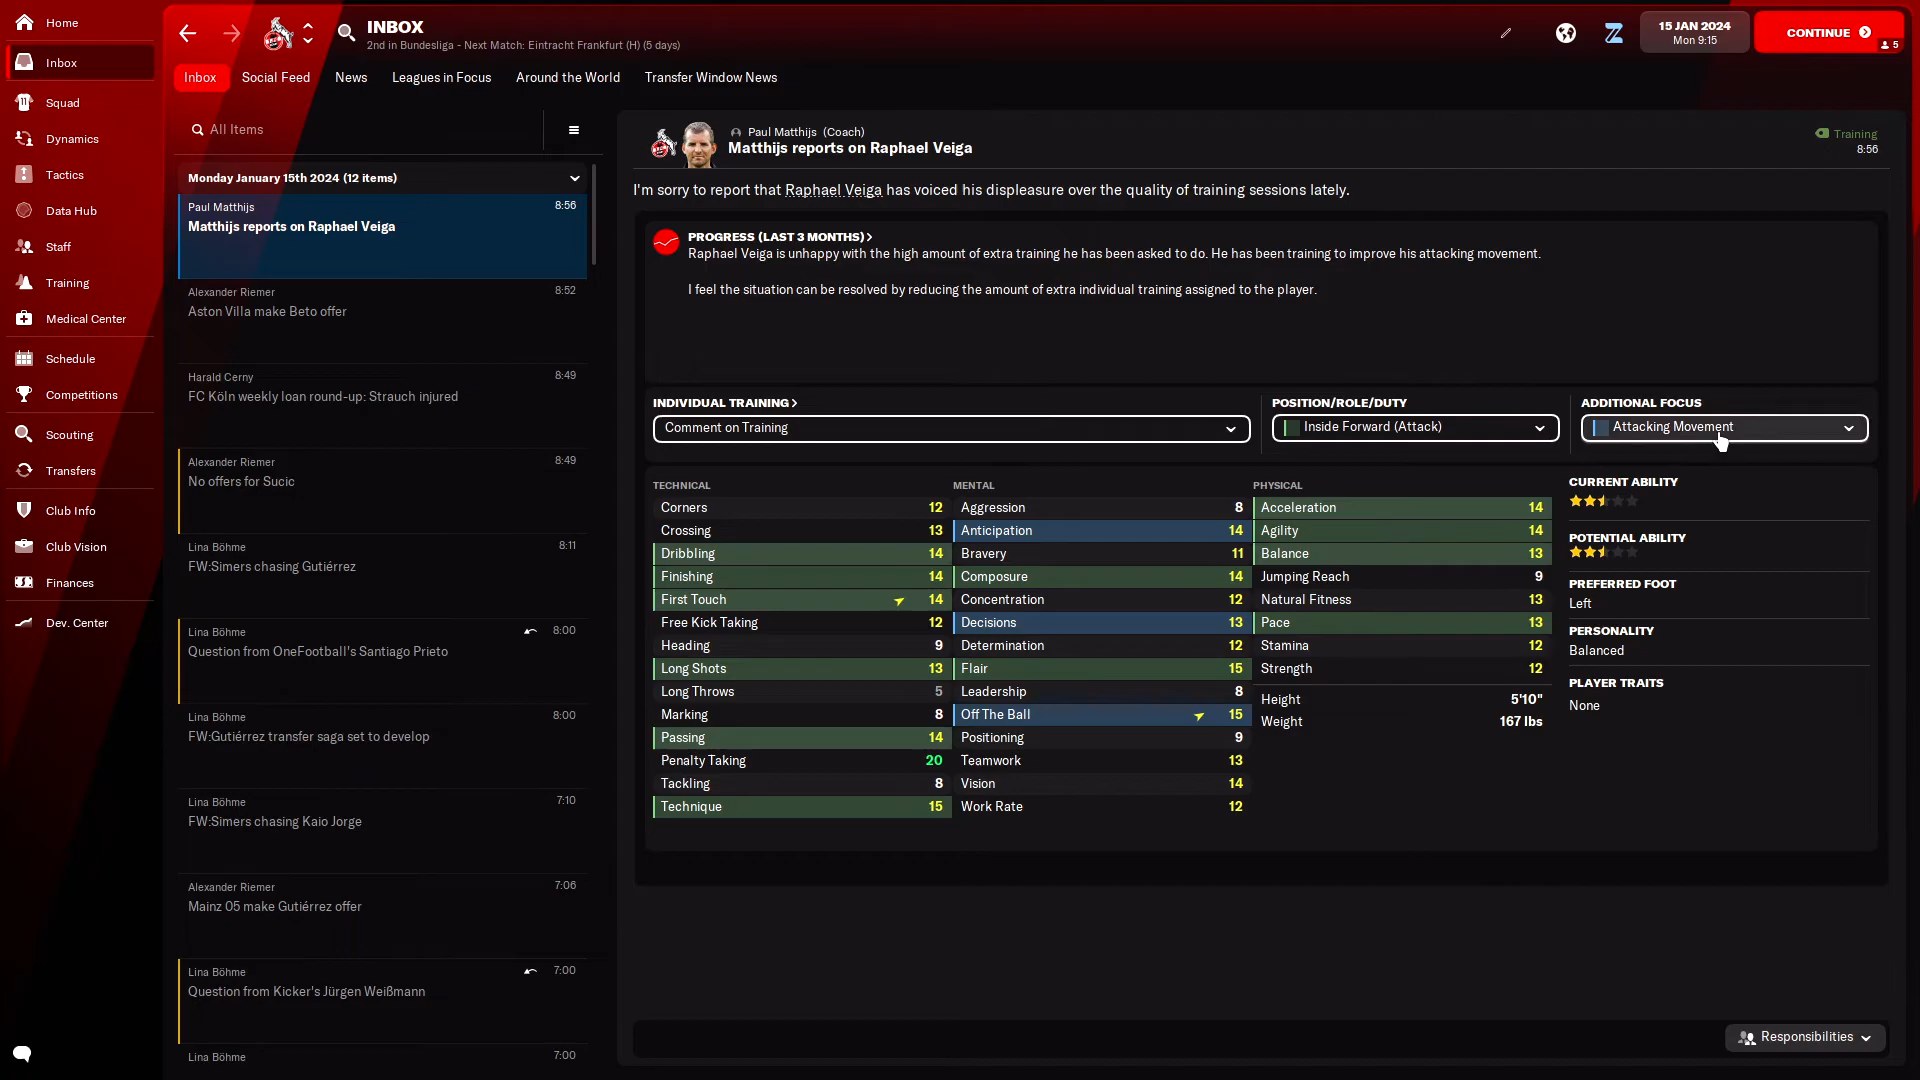 Home
Inbox
Squad
Dynamics
Tactics
Data Hub
Staff
Training
Medical Center
Schedule
Competitions
Scouting
Transfers
Club Info
Club Vision
Finances
Dev. Center
INBOX
2nd in Bundesliga - Next Match: Eintracht Frankfurt (H) (5 days)
15 JAN 2024
Mon 9:15
CONTINUE
5
Inbox Social Feed News Leagues in Focus Around the World Transfer Window News
All Items
Monday January 15th 2024 (12 items)
Paul Matthijs 8:56
Matthijs reports on Raphael Veiga
Alexander Riemer 8:52
Aston Villa make Beto offer
Harald Cerny 8:49
FC Köln weekly loan round-up: Strauch injured
Alexander Riemer 8:49
No offers for Sucic
Lina Böhme 8:11
FW:Simers chasing Gutiérrez
Lina Böhme 8:00
Question from OneFootball's Santiago Prieto
Lina Böhme 8:00
FW:Gutiérrez transfer saga set to develop
Lina Böhme 7:10
FW:Simers chasing Kaio Jorge
Alexander Riemer 7:06
Mainz 05 make Gutiérrez offer
Lina Böhme 7:00
Question from Kicker's Jürgen Weißmann
Lina Böhme 7:00
Paul Matthijs (Coach)
Matthijs reports on Raphael Veiga
Training
8:56
I'm sorry to report that Raphael Veiga has voiced his displeasure over the quality of training sessions lately.
PROGRESS (LAST 3 MONTHS) >
Raphael Veiga is unhappy with the high amount of extra training he has been asked to do. He has been training to improve his attacking movement.
I feel the situation can be resolved by reducing the amount of extra individual training assigned to the player.
INDIVIDUAL TRAINING >
Comment on Training
POSITION/ROLE/DUTY
Inside Forward (Attack)
ADDITIONAL FOCUS
Attacking Movement
TECHNICAL
Corners 12
Crossing 13
Dribbling 14
Finishing 14
First Touch 14
Free Kick Taking 12
Heading 9
Long Shots 13
Long Throws 5
Marking 8
Passing 14
Penalty Taking 20
Tackling 8
Technique 15
MENTAL
Aggression 8
Anticipation 14
Bravery 11
Composure 14
Concentration 12
Decisions 13
Determination 12
Flair 15
Leadership 8
Off The Ball 15
Positioning 9
Teamwork 13
Vision 14
Work Rate 12
PHYSICAL
Acceleration 14
Agility 14
Balance 13
Jumping Reach 9
Natural Fitness 13
Pace 13
Stamina 12
Strength 12
Height 5'10"
Weight 167 lbs
CURRENT ABILITY
POTENTIAL ABILITY
PREFERRED FOOT
Left
PERSONALITY
Balanced
PLAYER TRAITS
None
Responsibilities